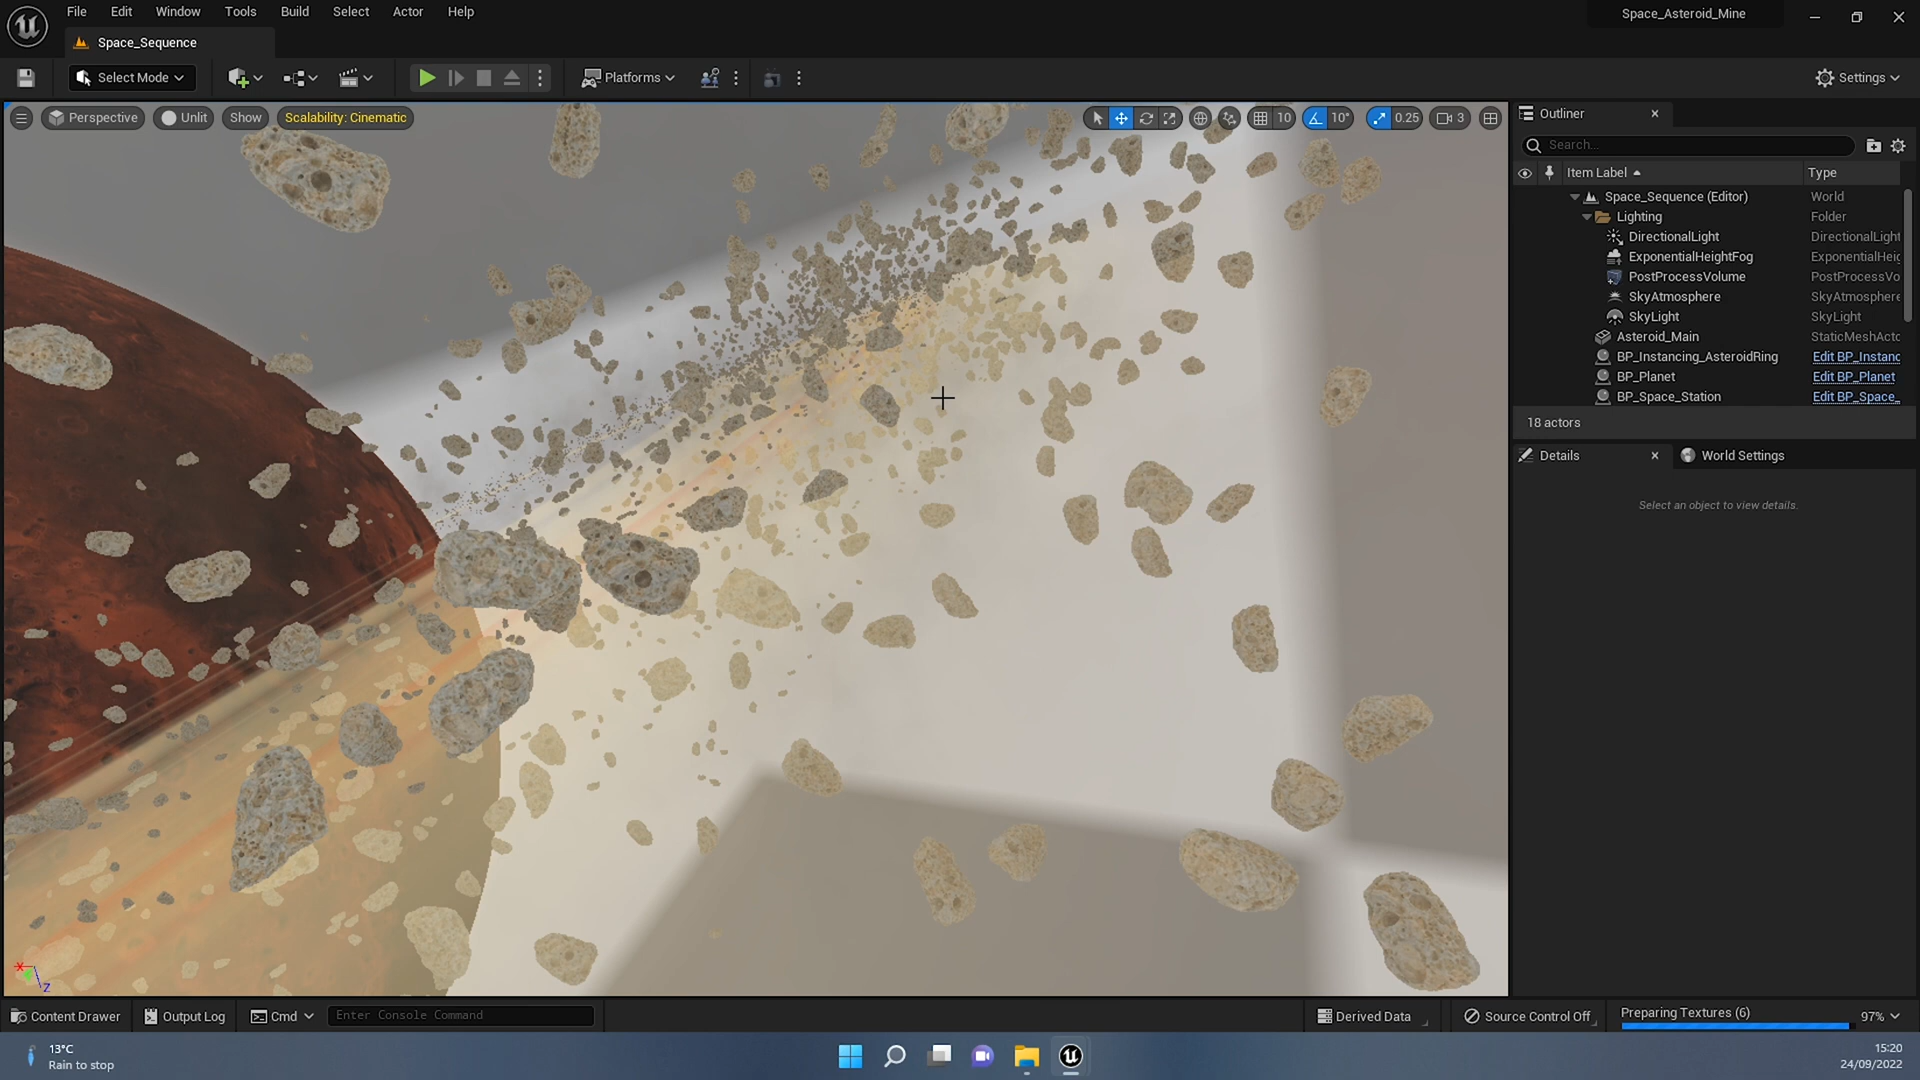 File Edit Window Tools Build Select Actor Help
Space_Asteroid_Mine
Space_Sequence
Select Mode
Platforms
Settings
Perspective
Unlit
Show
Scalability: Cinematic
10
10°
0.25
3
Outliner
Search...
Item Label
Type
Space_Sequence (Editor)
World
Lighting
Folder
DirectionalLight
DirectionalLight
ExponentialHeightFog
ExponentialHeig
PostProcessVolume
PostProcessVo
SkyAtmosphere
SkyAtmosphere
SkyLight
SkyLight
Asteroid_Main
StaticMeshActo
BP_Instancing_AsteroidRing
Edit BP_Instanc
BP_Planet
Edit BP_Planet
BP_Space_Station
Edit BP_Space_
18 actors
Details
World Settings
Select an object to view details.
X
Z
Content Drawer
Output Log
Cmd
Enter Console Command
Derived Data
Source Control Off
Preparing Textures (6)
97%
13°C
Rain to stop
15:20
24/09/2022